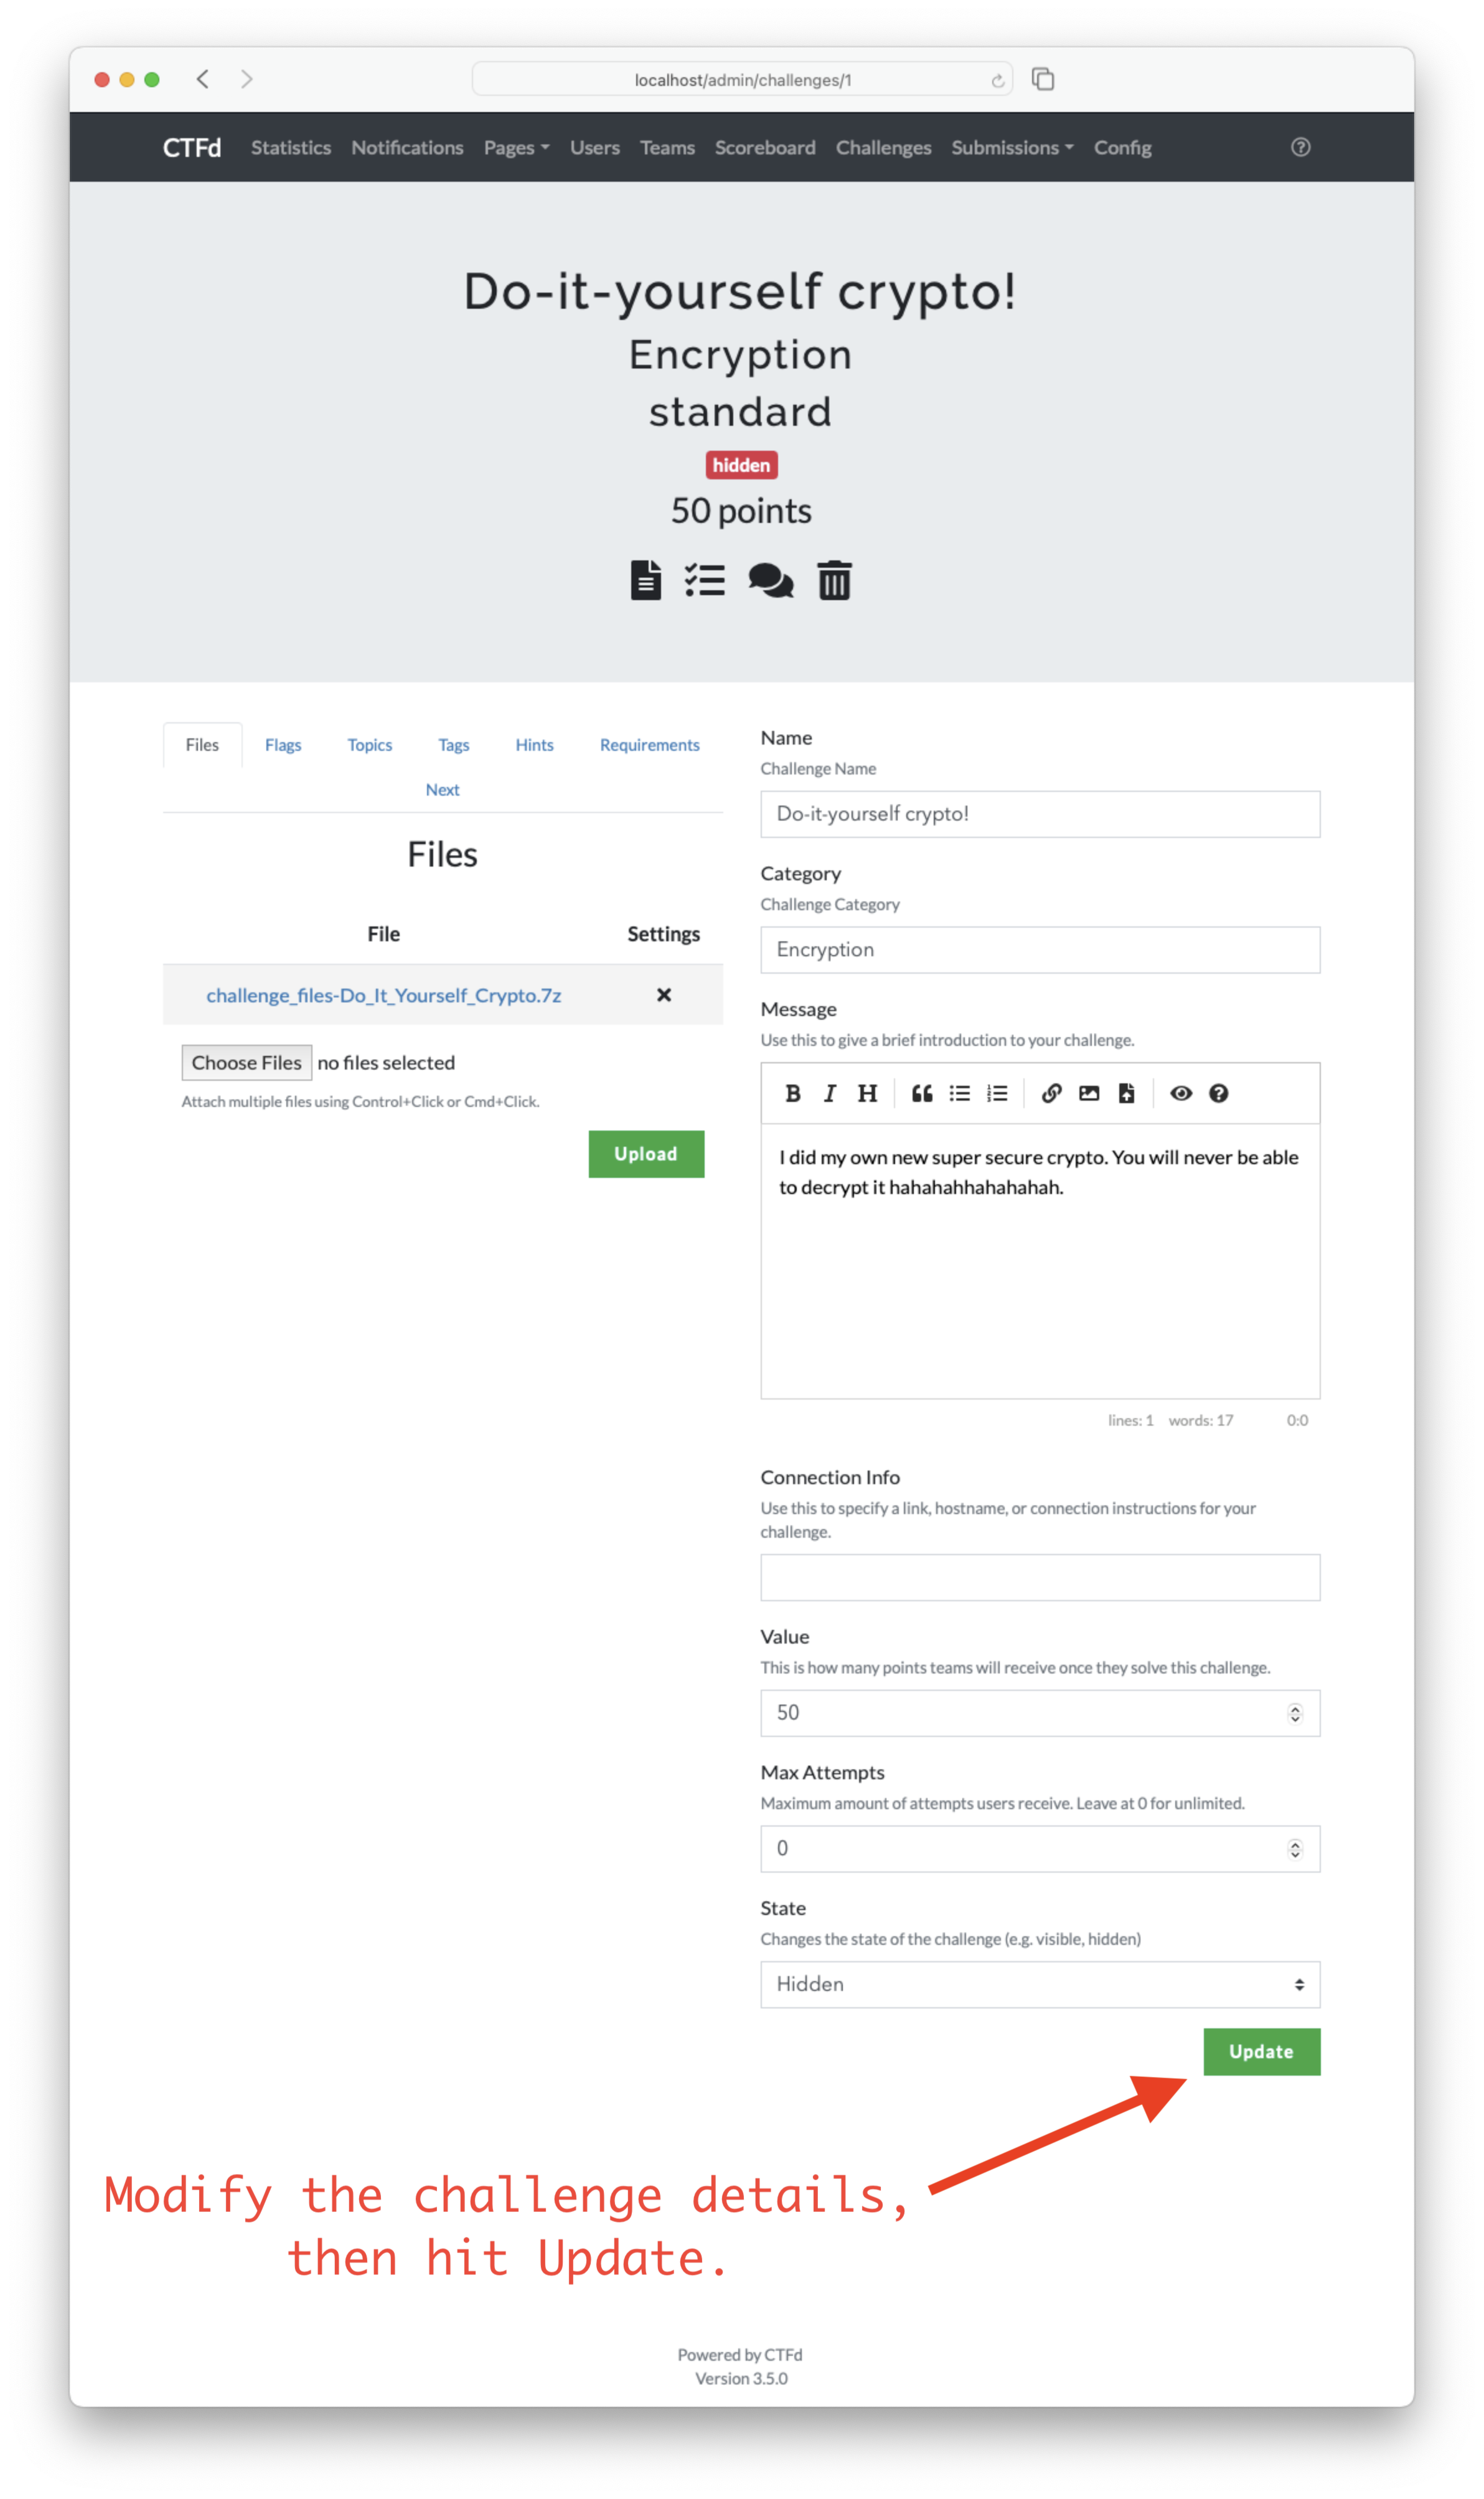 localhost/admin/challenges/1
CTFd Statistics Notifications Pages Users Teams Scoreboard Challenges Submissions Config
Do-it-yourself crypto!
Encryption
standard
hidden
50 points
Files Flags Topics Tags Hints Requirements
Next
Files
File Settings
challenge_files-Do_It_Yourself_Crypto.7z
Choose Files no files selected
Attach multiple files using Control+Click or Cmd+Click.
Upload
Name
Challenge Name
Do-it-yourself crypto!
Category
Challenge Category
Encryption
Message
Use this to give a brief introduction to your challenge.
B I H
I did my own new super secure crypto. You will never be able
to decrypt it hahahahhahahahah.
lines: 1 words: 17 0:0
Connection Info
Use this to specify a link, hostname, or connection instructions for your
challenge.
Value
This is how many points teams will receive once they solve this challenge.
50
Max Attempts
Maximum amount of attempts users receive. Leave at 0 for unlimited.
0
State
Changes the state of the challenge (e.g. visible, hidden)
Hidden
Update
Modify the challenge details,
then hit Update.
Powered by CTFd
Version 3.5.0